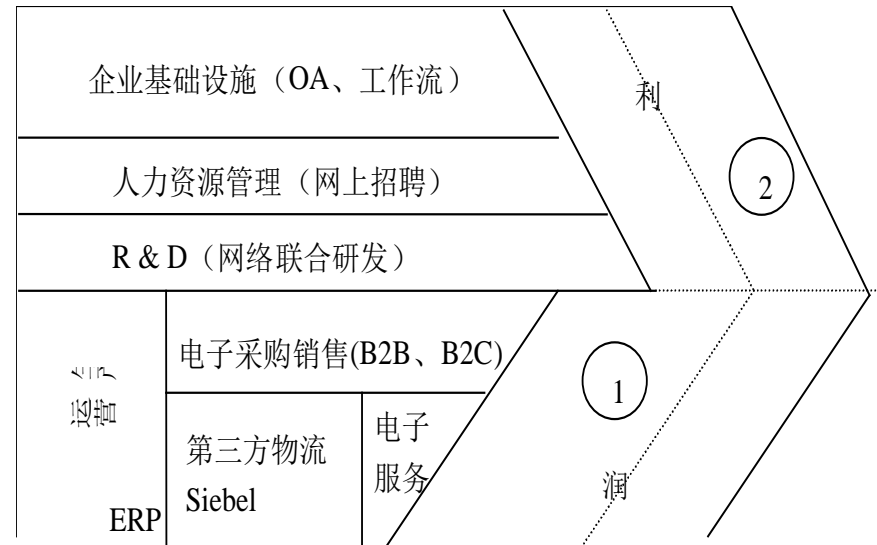 企业基础设施（OA、工作流）
利
2
人力资源管理（网上招聘）
R & D（网络联合研发）
电子采购销售(B2B、B2C)
1
生产
运营
电子
服务
第三方物流
Siebel
润
ERP